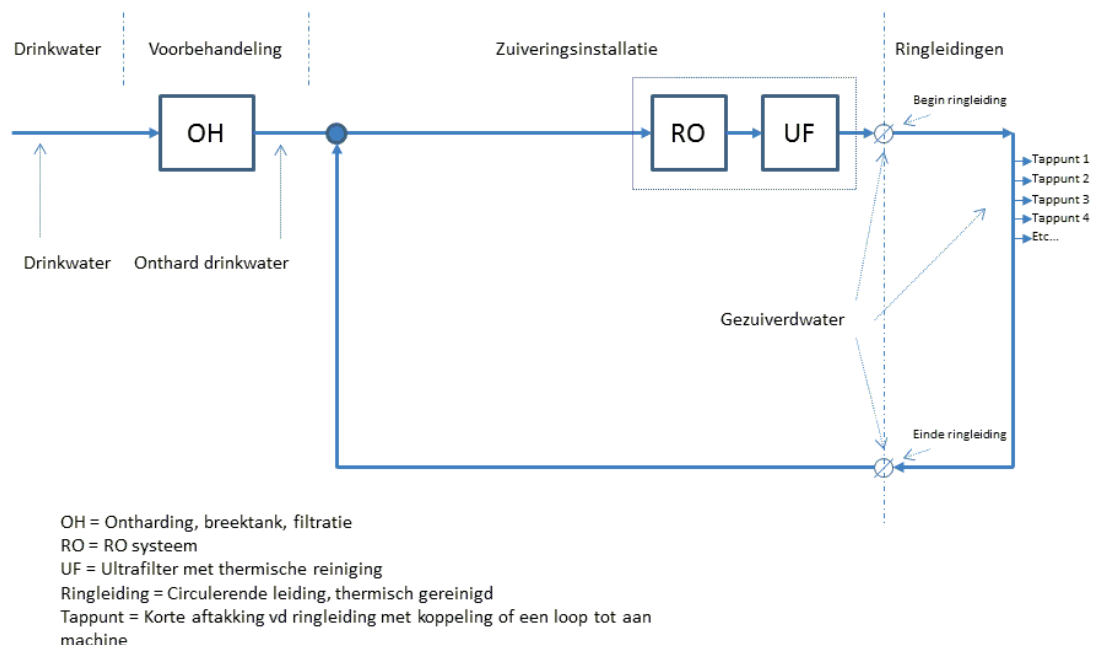 Drinkwater
Voorbehandeling
Zuiveringsinstallatie
Ringleidingen
OH
RO
UF
Begin ringleiding
Tappunt 1
Tappunt 2
Tappunt 3
Tappunt 4
Etc...
Drinkwater
Onthard drinkwater
Gezuiverdwater
Einde ringleiding
OH = Ontharding, breektank, filtratie
RO = RO systeem
UF = Ultrafilter met thermische reiniging
Ringleiding = Circulerende leiding, thermisch gereinigd
Tappunt = Korte aftakking vd ringleiding met koppeling of een loop tot aan
machine